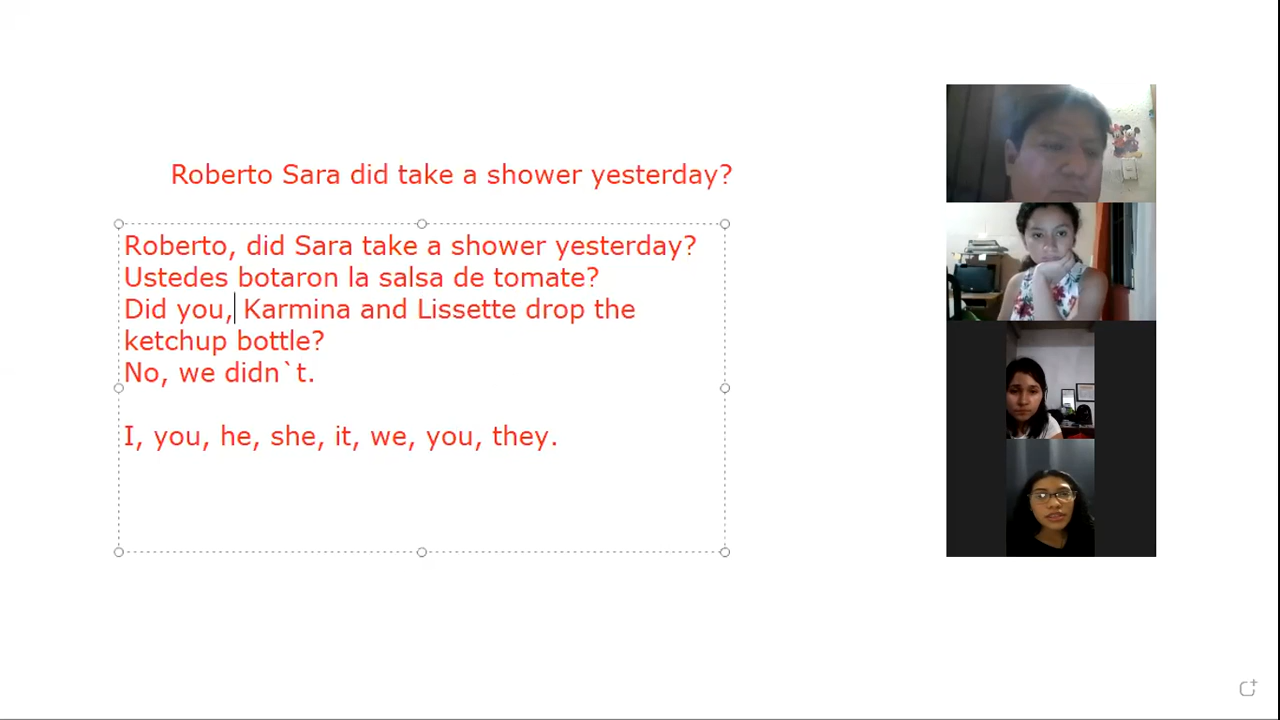 Roberto Sara did take a shower yesterday?
Roberto, did Sara take a shower yesterday?
Ustedes botaron la salsa de tomate?
Did you, Karmina and Lissette drop the
ketchup bottle?
No, we didn`t.
I, you, he, she, it, we, you, they.